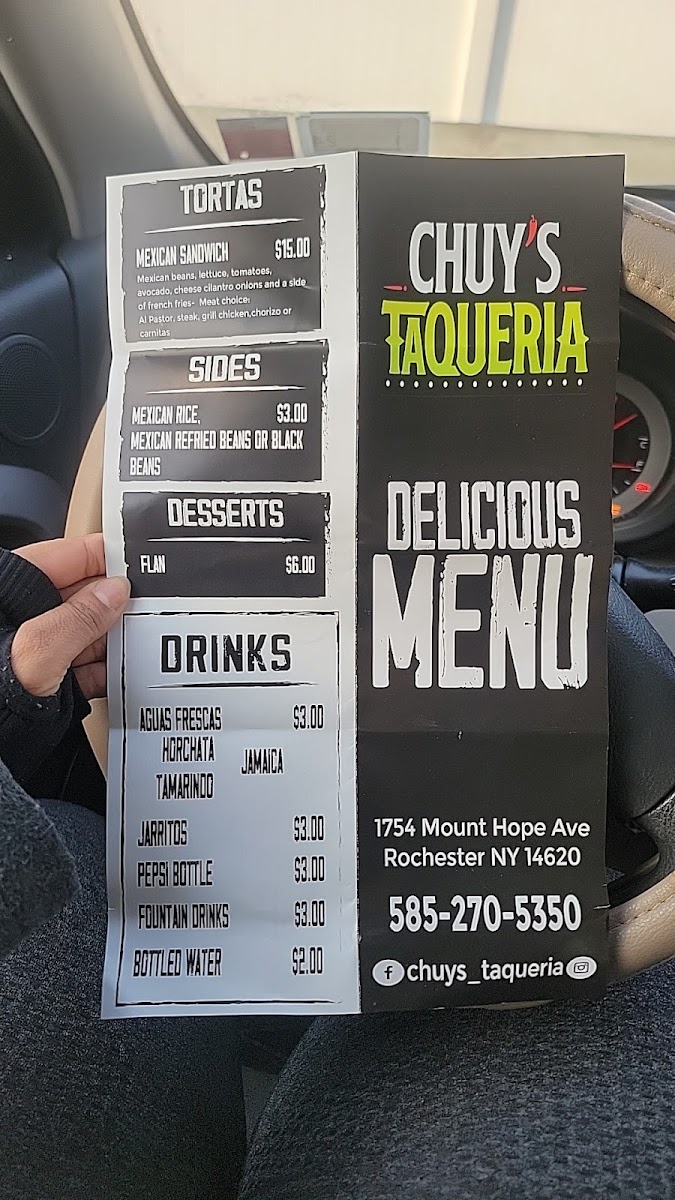 TORTAS
MEXICAN SANDWICH $15.00
Mexican beans, lettuce, tomatoes,
avocado, cheese cilantro onions and a side
of french fries- Meat choice:
Al Pastor, steak, grill chicken,chorizo or
carnitas
SIDES
MEXICAN RICE, $3.00
MEXICAN REFRIED BEANS OR BLACK
BEANS
DESSERTS
FLAN $6.00
DRINKS
AGUAS FRESCAS $3.00
HORCHATA JAMAICA
TAMARINDO
JARRITOS $3.00
PEPSI BOTTLE $3.00
FOUNTAIN DRINKS $3.00
BOTTLED WATER $2.00
CHUY'S
TAQUERIA
DELICIOUS
MENU
1754 Mount Hope Ave
Rochester NY 14620
585-270-5350
chuys_taqueria